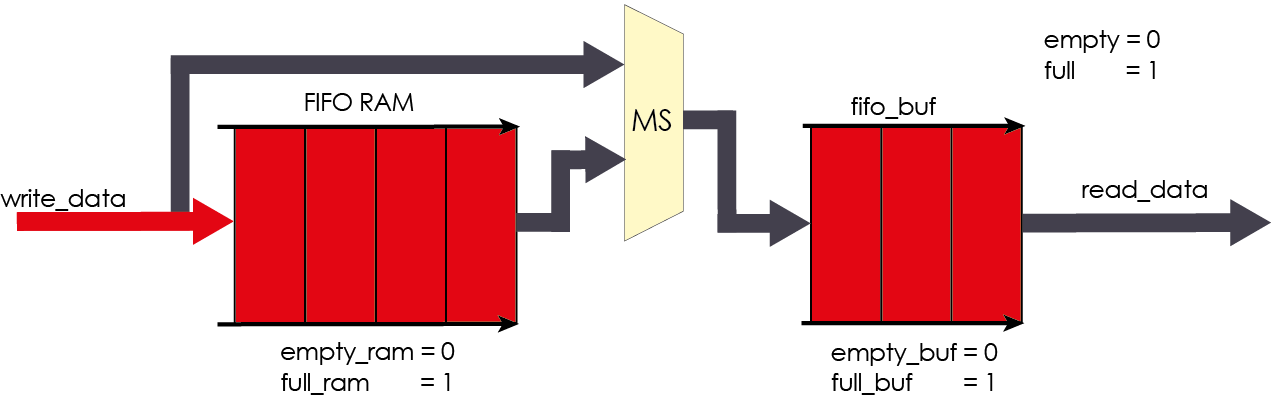 empty = 0
full = 1
FIFO RAM
fifo_buf
MS
write_data
read_data
empty_ram = 0
full_ram = 1
empty_buf = 0
full_buf = 1